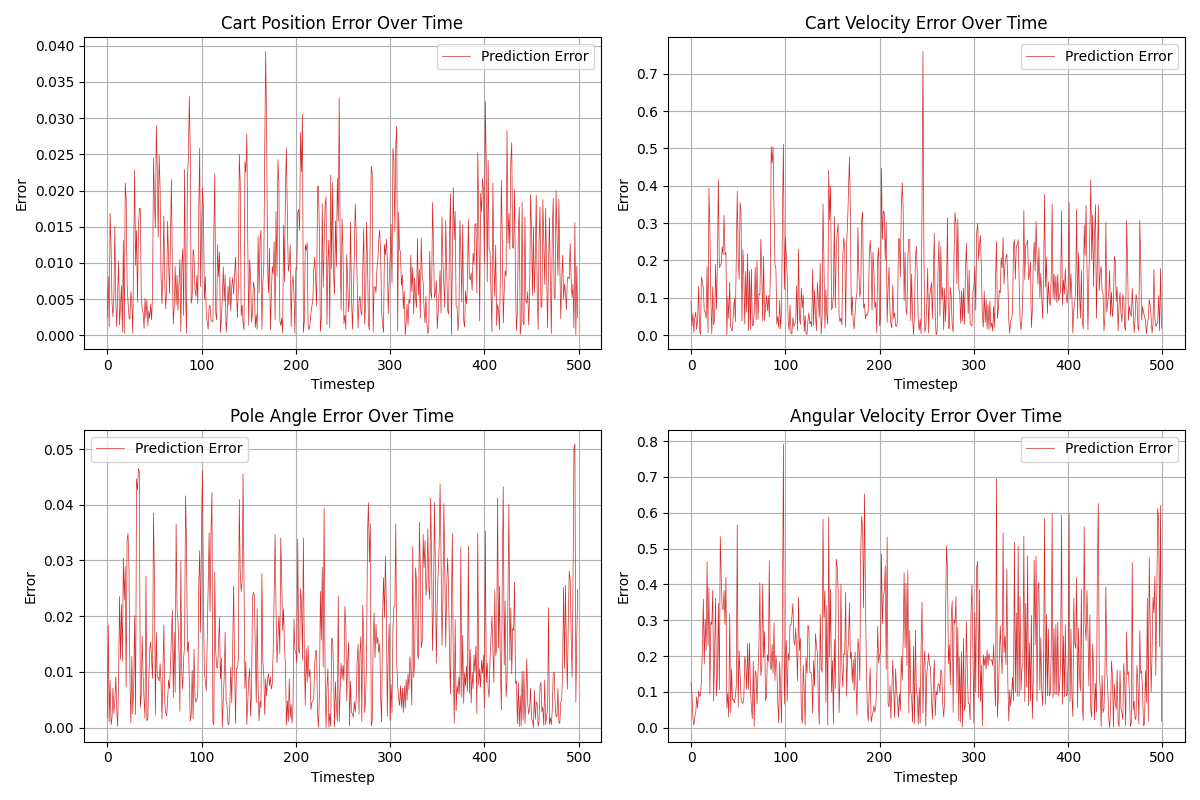 Cart Position Error Over Time
Prediction Error
0.040
0.035
0.030
0.025
0.020
0.015
0.010
0.005
0.000
Error
0 100 200 300 400 500
Timestep
Cart Velocity Error Over Time
Prediction Error
0.7
0.6
0.5
0.4
0.3
0.2
0.1
0.0
Error
0 100 200 300 400 500
Timestep
Pole Angle Error Over Time
Prediction Error
0.05
0.04
0.03
0.02
0.01
0.00
Error
0 100 200 300 400 500
Timestep
Angular Velocity Error Over Time
Prediction Error
0.8
0.7
0.6
0.5
0.4
0.3
0.2
0.1
0.0
Error
0 100 200 300 400 500
Timestep